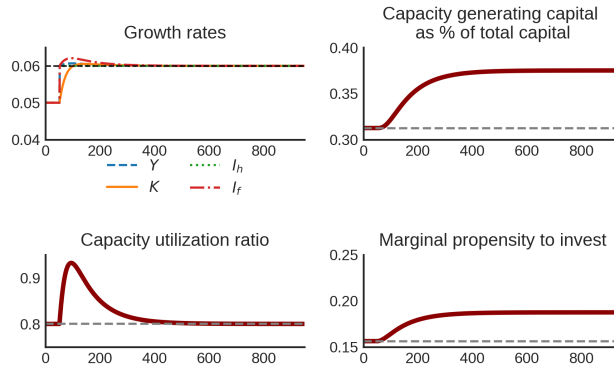 Growth rates
0.06
0.05
0.04
0 200 400 600 800
Y I_h
K I_f
Capacity generating capital
as % of total capital
0.40
0.35
0.30
0 200 400 600 800
Capacity utilization ratio
0.9
0.8
0 200 400 600 800
Marginal propensity to invest
0.25
0.20
0.15
0 200 400 600 800